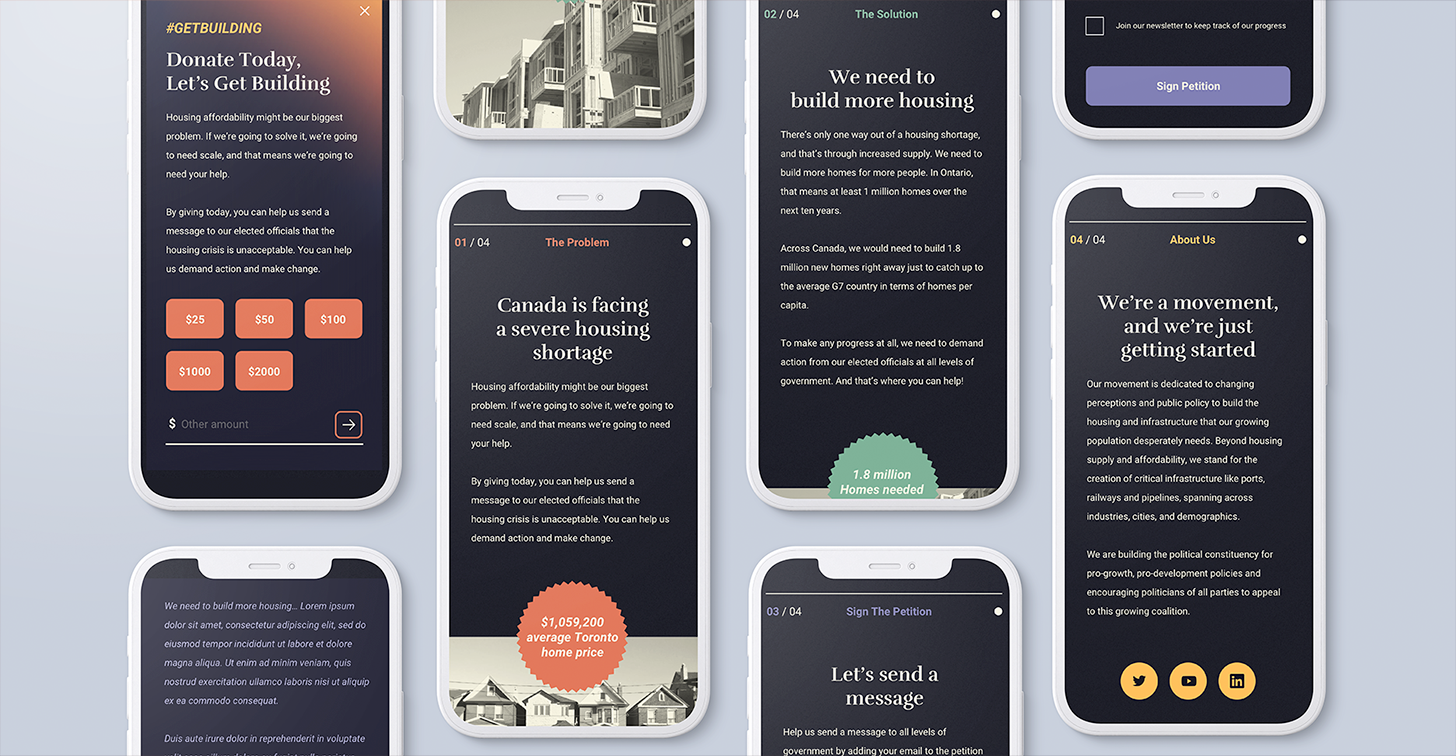 #GETBUILDING
Donate Today,
Let's Get Building
Housing affordability might be our biggest
problem. If we're going to solve it, we're going
to need scale, and that means we're going to
need your help.
By giving today, you can help us send a
message to our elected officials that the
housing crisis is unacceptable. You can help
us demand action and make change.
$25
$50
$100
$1000
$2000
$ Other amount
We need to build more housing... Lorem ipsum
dolor sit amet, consectetur adipiscing elit, sed do
eiusmod tempor incididunt ut labore et dolore
magna aliqua. Ut enim ad minim veniam, quis
nostrud exercitation ullamco laboris nisi ut aliquip
ex ea commodo consequat.
Duis aute irure dolor in reprehenderit in voluptate
01 / 04
The Problem
Canada is facing
a severe housing
shortage
Housing affordability might be our biggest
problem. If we're going to solve it, we're going to
need scale, and that means we're going to need
your help.
By giving today, you can help us send a
message to our elected officials that the
housing crisis is unacceptable. You can help us
demand action and make change.
$1,059,200
average Toronto
home price
02 / 04
The Solution
We need to
build more housing
There's only one way out of a housing shortage,
and that's through increased supply. We need to
build more homes for more people. In Ontario,
that means at least 1 million homes over the
next ten years.
Across Canada, we would need to build 1.8
million new homes right away just to catch up to
the average G7 country in terms of homes per
capita.
To make any progress at all, we need to demand
action from our elected officials at all levels of
government. And that's where you can help!
1.8 million
Homes needed
03 / 04
Sign The Petition
Let's send a
message
Help us send a message to all levels of
government by adding your email to the petition
Join our newsletter to keep track of our progress
Sign Petition
04 / 04
About Us
We're a movement,
and we're just
getting started
Our movement is dedicated to changing
perceptions and public policy to build the
housing and infrastructure that our growing
population desperately needs. Beyond housing
supply and affordability, we stand for the
creation of critical infrastructure like ports,
railways and pipelines, spanning across
industries, cities, and demographics.
We are building the political constituency for
pro-growth, pro-development policies and
encouraging politicians of all parties to appeal
to this growing coalition.